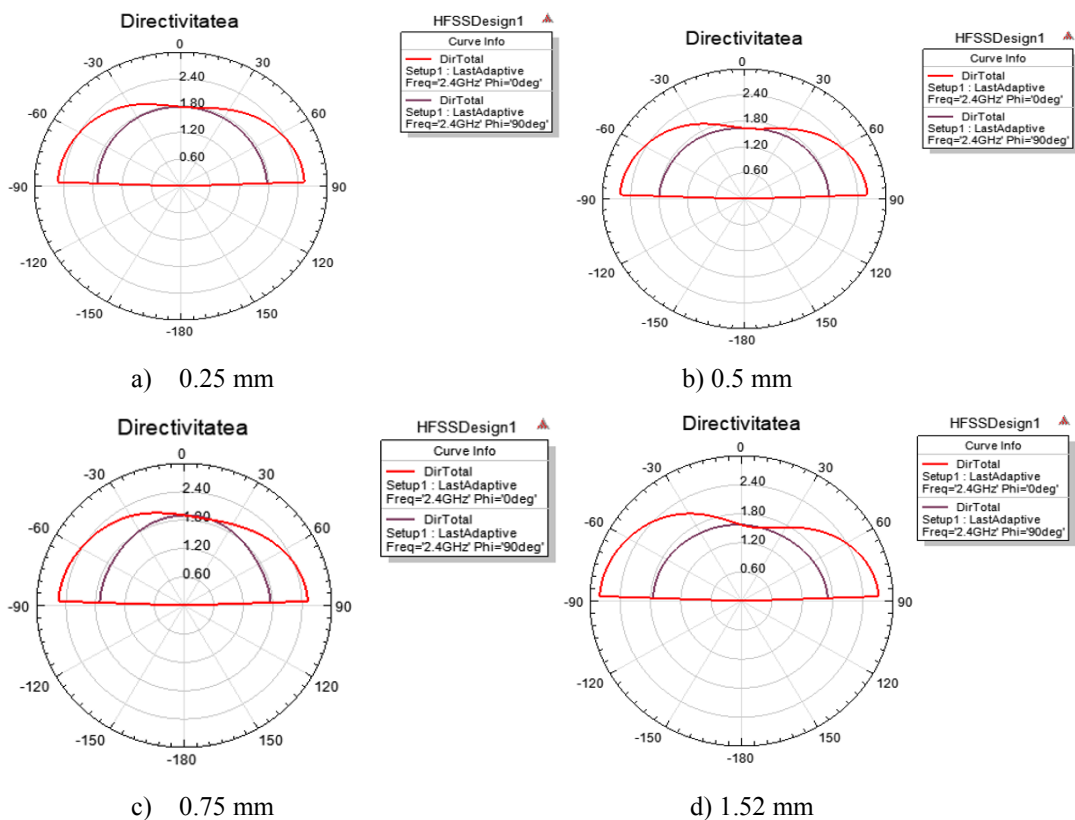 Directivitatea
0
-30
30
2.40
-60
60
1.80
1.20
0.60
-90
90
-120
120
-150
150
-180
HFSSDesign1
Curve Info
DirTotal
Setup1 : LastAdaptive
Freq='2.4GHz' Phi='0deg'
DirTotal
Setup1 : LastAdaptive
Freq='2.4GHz' Phi='90deg'
a) 0.25 mm
Directivitatea
0
-30
30
2.40
-60
60
1.80
1.20
0.60
-90
90
-120
120
-150
150
-180
HFSSDesign1
Curve Info
DirTotal
Setup1 : LastAdaptive
Freq='2.4GHz' Phi='0deg'
DirTotal
Setup1 : LastAdaptive
Freq='2.4GHz' Phi='90deg'
b) 0.5 mm
Directivitatea
0
-30
30
2.40
-60
60
1.80
1.20
0.60
-90
90
-120
120
-150
150
-180
HFSSDesign1
Curve Info
DirTotal
Setup1 : LastAdaptive
Freq='2.4GHz' Phi='0deg'
DirTotal
Setup1 : LastAdaptive
Freq='2.4GHz' Phi='90deg'
c) 0.75 mm
Directivitatea
0
-30
30
2.40
-60
60
1.80
1.20
0.60
-90
90
-120
120
-150
150
-180
HFSSDesign1
Curve Info
DirTotal
Setup1 : LastAdaptive
Freq='2.4GHz' Phi='0deg'
DirTotal
Setup1 : LastAdaptive
Freq='2.4GHz' Phi='90deg'
d) 1.52 mm